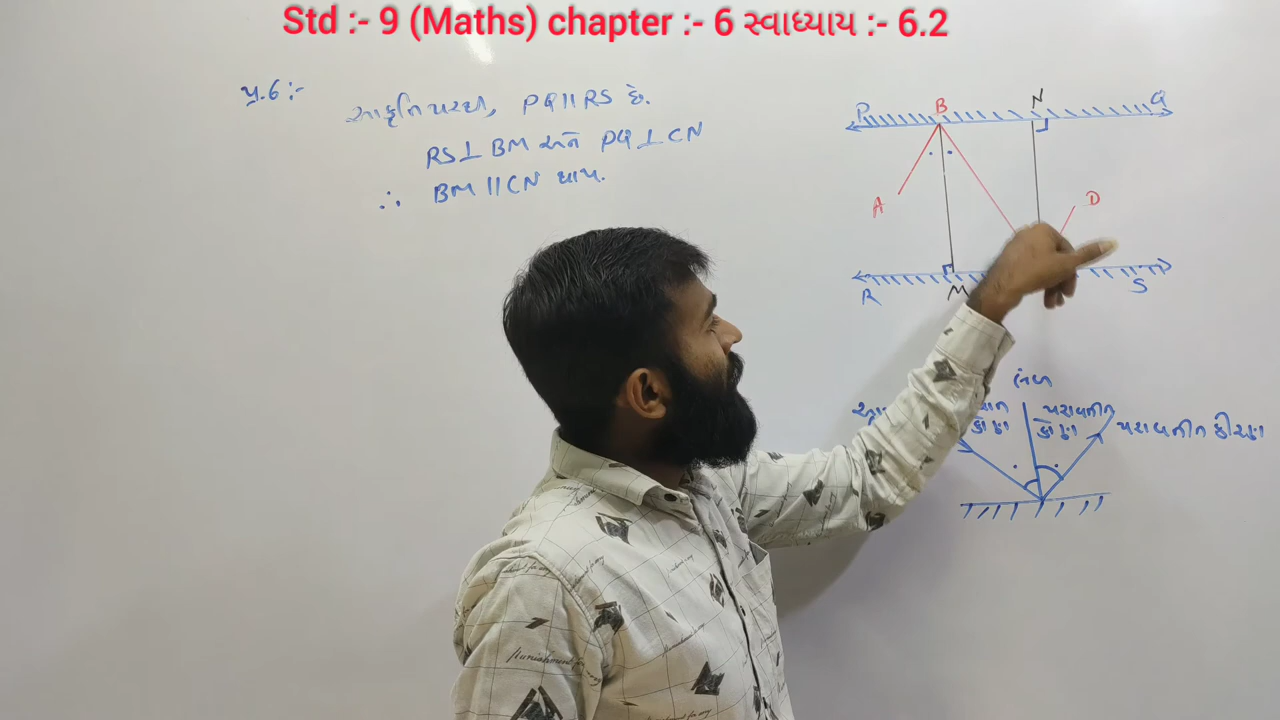 Std :- 9 (Maths) chapter :- 6 સ્વાધ્યાય :- 6.2
પ્ર.6 :-
આકૃતિ પરથી, PQ || RS છે.
RS ⊥ BM અને PQ ⊥ CN
∴ BM || CN થાય.
P B N Q
A D
R M S
લંબ
પરાવર્તીત
કોણ કોણ
પરાવર્તીત કીરણ